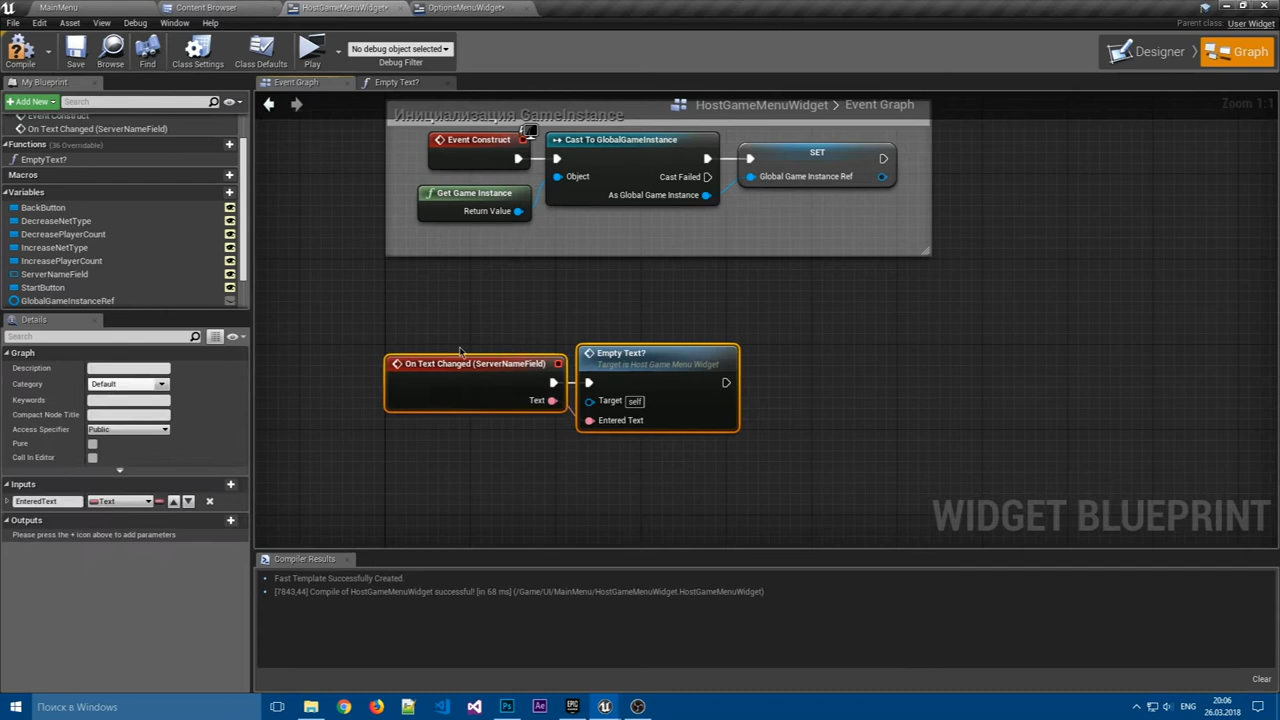 MainMenu
Content Browser
HostGameMenuWidget*
OptionsMenuWidget*
File Edit Asset View Debug Window Help
Parent class: User Widget
Compile
Save
Browse
Find
Class Settings
Class Defaults
Play
No debug object selected
Debug Filter
Designer
Graph
My Blueprint
Event Graph
Empty Text?
Add New
Search
HostGameMenuWidget > Event Graph
Zoom 1:1
Event Construct
On Text Changed (ServerNameField)
Functions (36 Overridable)
EmptyText?
Macros
Variables
BackButton
DecreaseNetType
DecreasePlayerCount
IncreaseNetType
IncreasePlayerCount
ServerNameField
StartButton
GlobalGameInstanceRef
Details
Search
Graph
Description
Category Default
Keywords
Compact Node Title
Access Specifier Public
Pure
Call In Editor
Inputs
EnteredText Text
Outputs
Please press the + icon above to add parameters
Инициализация GameInstance
Event Construct
Get Game Instance
Return Value
Cast To GlobalGameInstance
Object
Cast Failed
As Global Game Instance
SET
Global Game Instance Ref
On Text Changed (ServerNameField)
Text
Empty Text?
Target is Host Game Menu Widget
Target self
Entered Text
WIDGET BLUEPRINT
Compiler Results
Fast Template Successfully Created.
[7843,44] Compile of HostGameMenuWidget successful! [in 68 ms] (/Game/UI/MainMenu/HostGameMenuWidget.HostGameMenuWidget)
Clear
Поиск в Windows
Ps
Ae
EPIC
20:06
26.03.2018